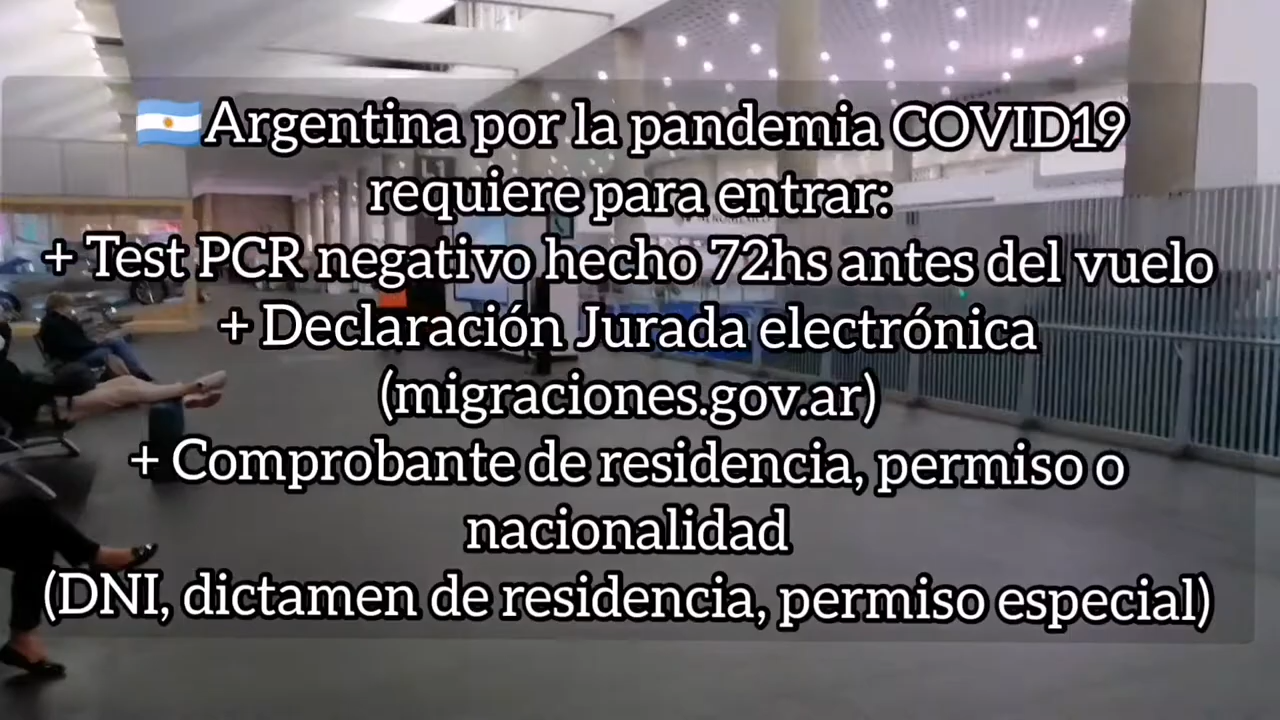 🇦🇷Argentina por la pandemia COVID19
requiere para entrar:
+ Test PCR negativo hecho 72hs antes del vuelo
+ Declaración Jurada electrónica
(migraciones.gov.ar)
+ Comprobante de residencia, permiso o
nacionalidad
(DNI, dictamen de residencia, permiso especial)